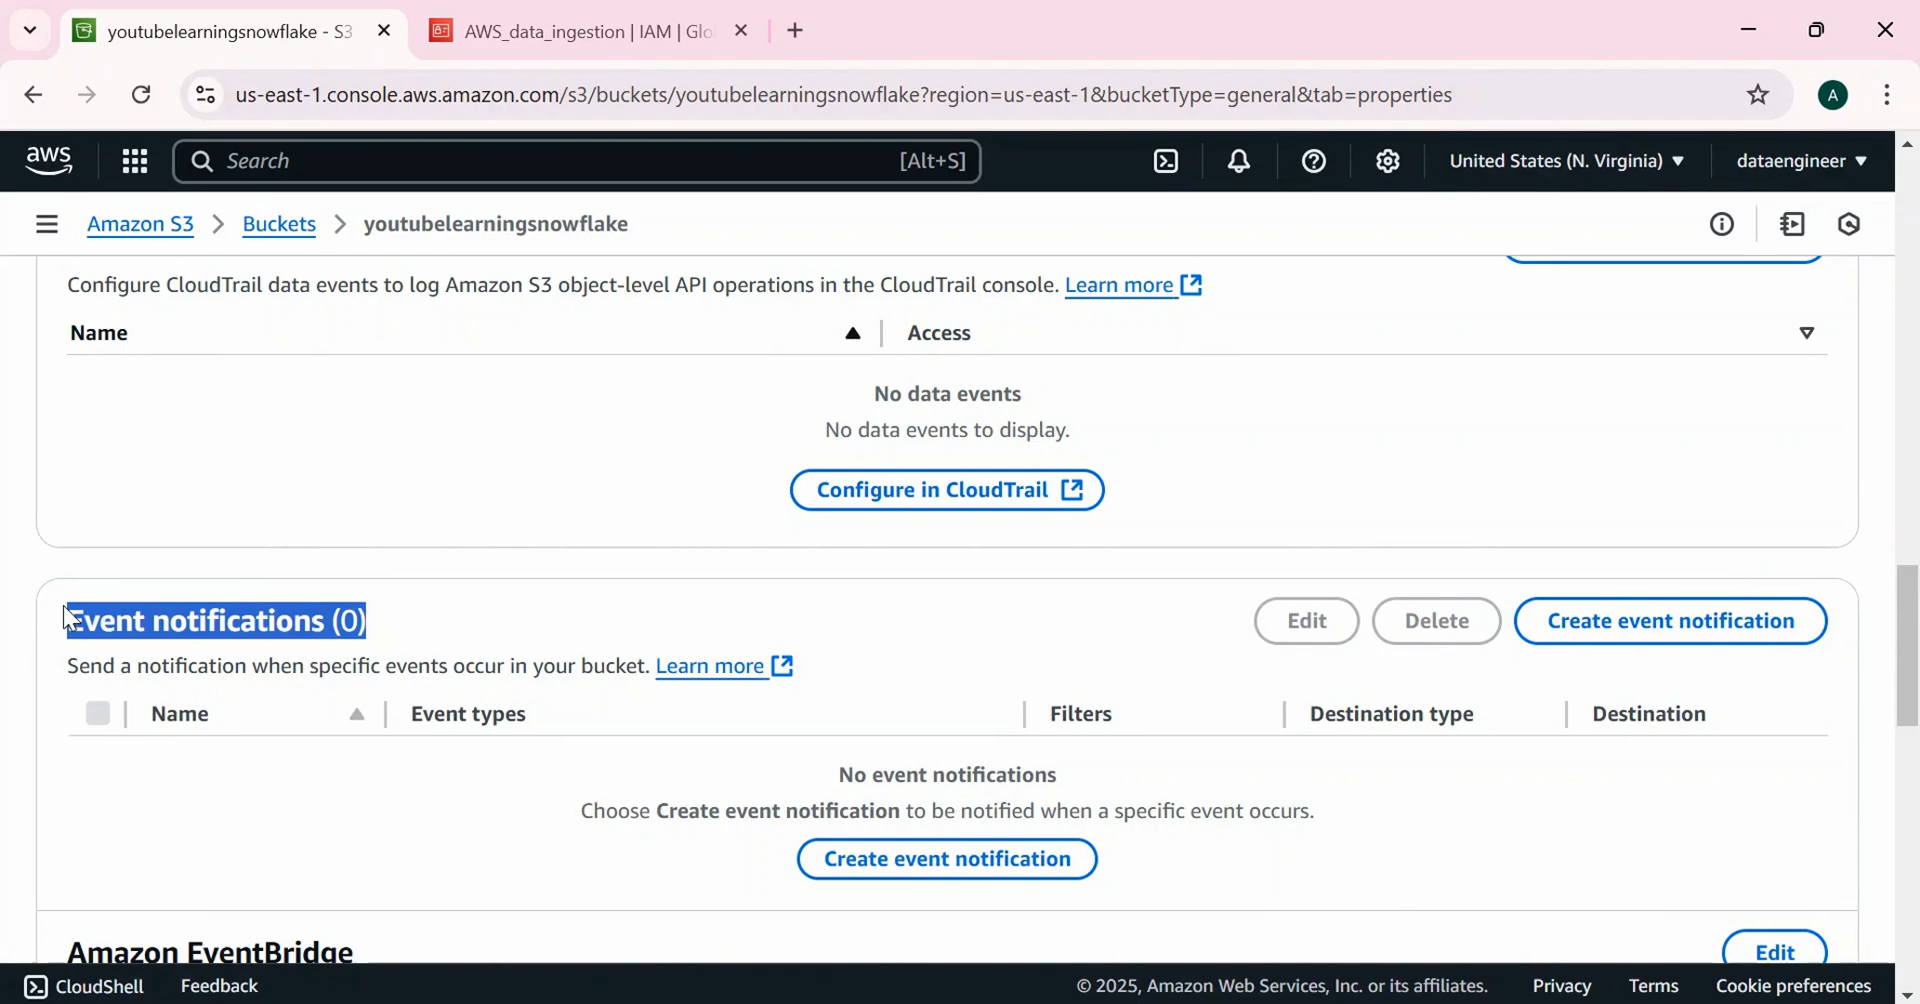 youtubelearningsnowflake - S3
AWS_data_ingestion | IAM | Glo
us-east-1.console.aws.amazon.com/s3/buckets/youtubelearningsnowflake?region=us-east-1&bucketType=general&tab=properties
A
aws
Search [Alt+S]
United States (N. Virginia)
dataengineer
Amazon S3 > Buckets > youtubelearningsnowflake
Configure CloudTrail data events to log Amazon S3 object-level API operations in the CloudTrail console. Learn more
Name Access
No data events
No data events to display.
Configure in CloudTrail
Event notifications (0) Edit Delete Create event notification
Send a notification when specific events occur in your bucket. Learn more
Name Event types Filters Destination type Destination
No event notifications
Choose Create event notification to be notified when a specific event occurs.
Create event notification
Amazon EventBridge Edit
CloudShell Feedback © 2025, Amazon Web Services, Inc. or its affiliates. Privacy Terms Cookie preferences